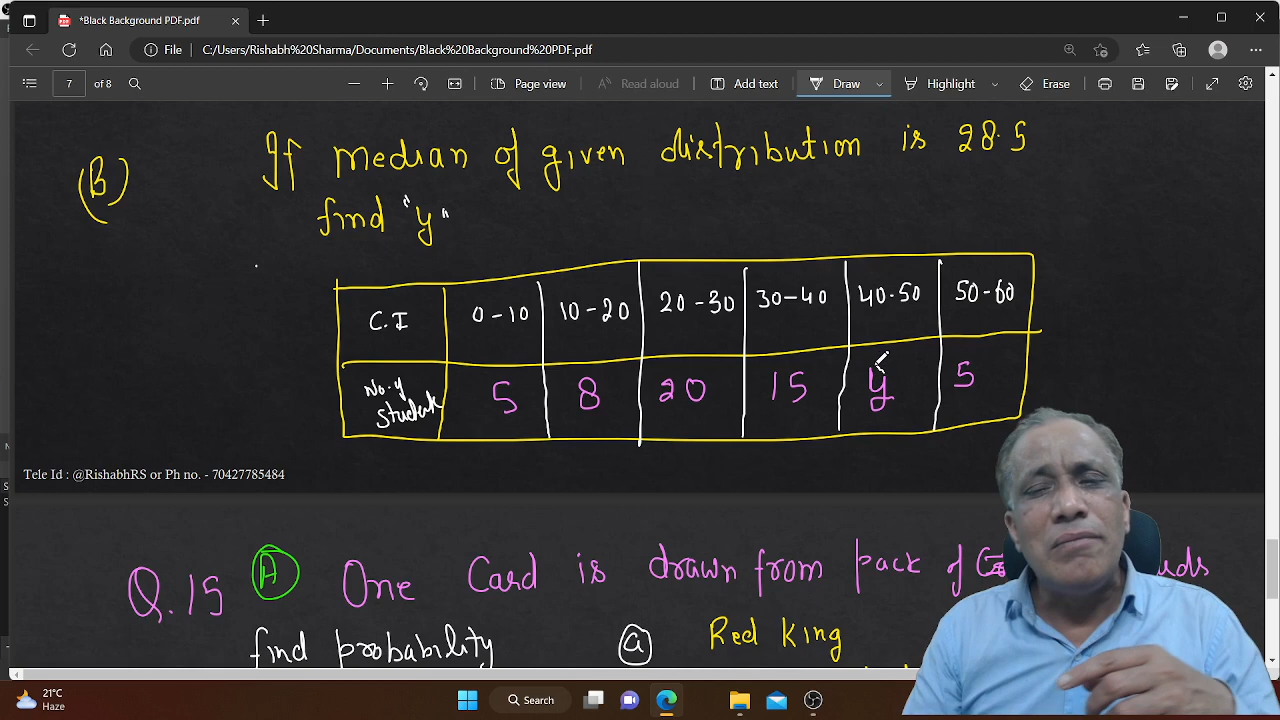 *Black Background PDF.pdf
File C:/Users/Rishabh%20Sharma/Documents/Black%20Background%20PDF.pdf
7 of 8 Page view Read aloud Add text Draw Highlight Erase
(B) If median of given distribution is 28.5
find "y"
C.I 0-10 10-20 20-30 30-40 40-50 50-60
No. of student 5 8 20 15 y 5
Tele Id : @RishabhRS or Ph no. - 70427785484
Q.15 (A) One Card is drawn from pack of
find probability (a) Red King
21°C
Haze
Search